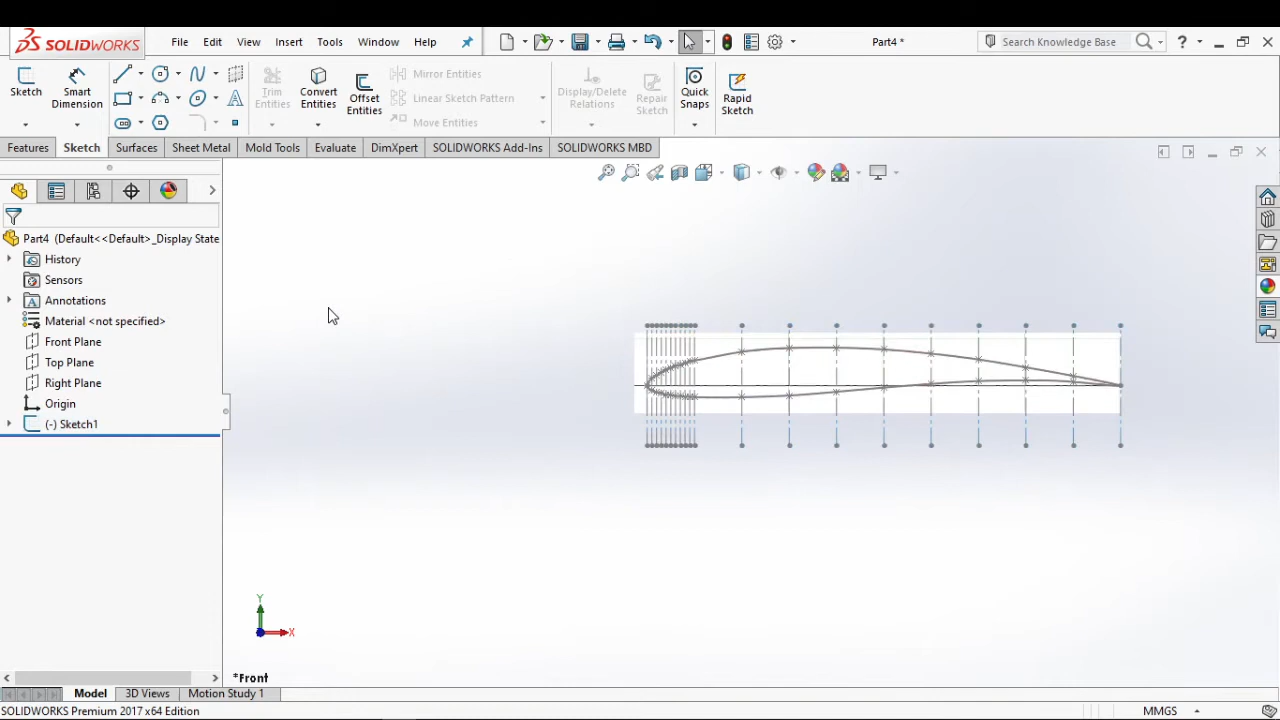 SOLIDWORKS File Edit View Insert Tools Window Help Part4 * Search Knowledge Base ?
Sketch Smart Dimension Trim Entities Convert Entities Offset Entities Mirror Entities Linear Sketch Pattern Move Entities Display/Delete Relations Repair Sketch Quick Snaps Rapid Sketch
Features Sketch Surfaces Sheet Metal Mold Tools Evaluate DimXpert SOLIDWORKS Add-Ins SOLIDWORKS MBD
Part4 (Default<<Default>_Display State
History
Sensors
Annotations
Material <not specified>
Front Plane
Top Plane
Right Plane
Origin
(-) Sketch1
Y
X
*Front
Model 3D Views Motion Study 1
SOLIDWORKS Premium 2017 x64 Edition MMGS